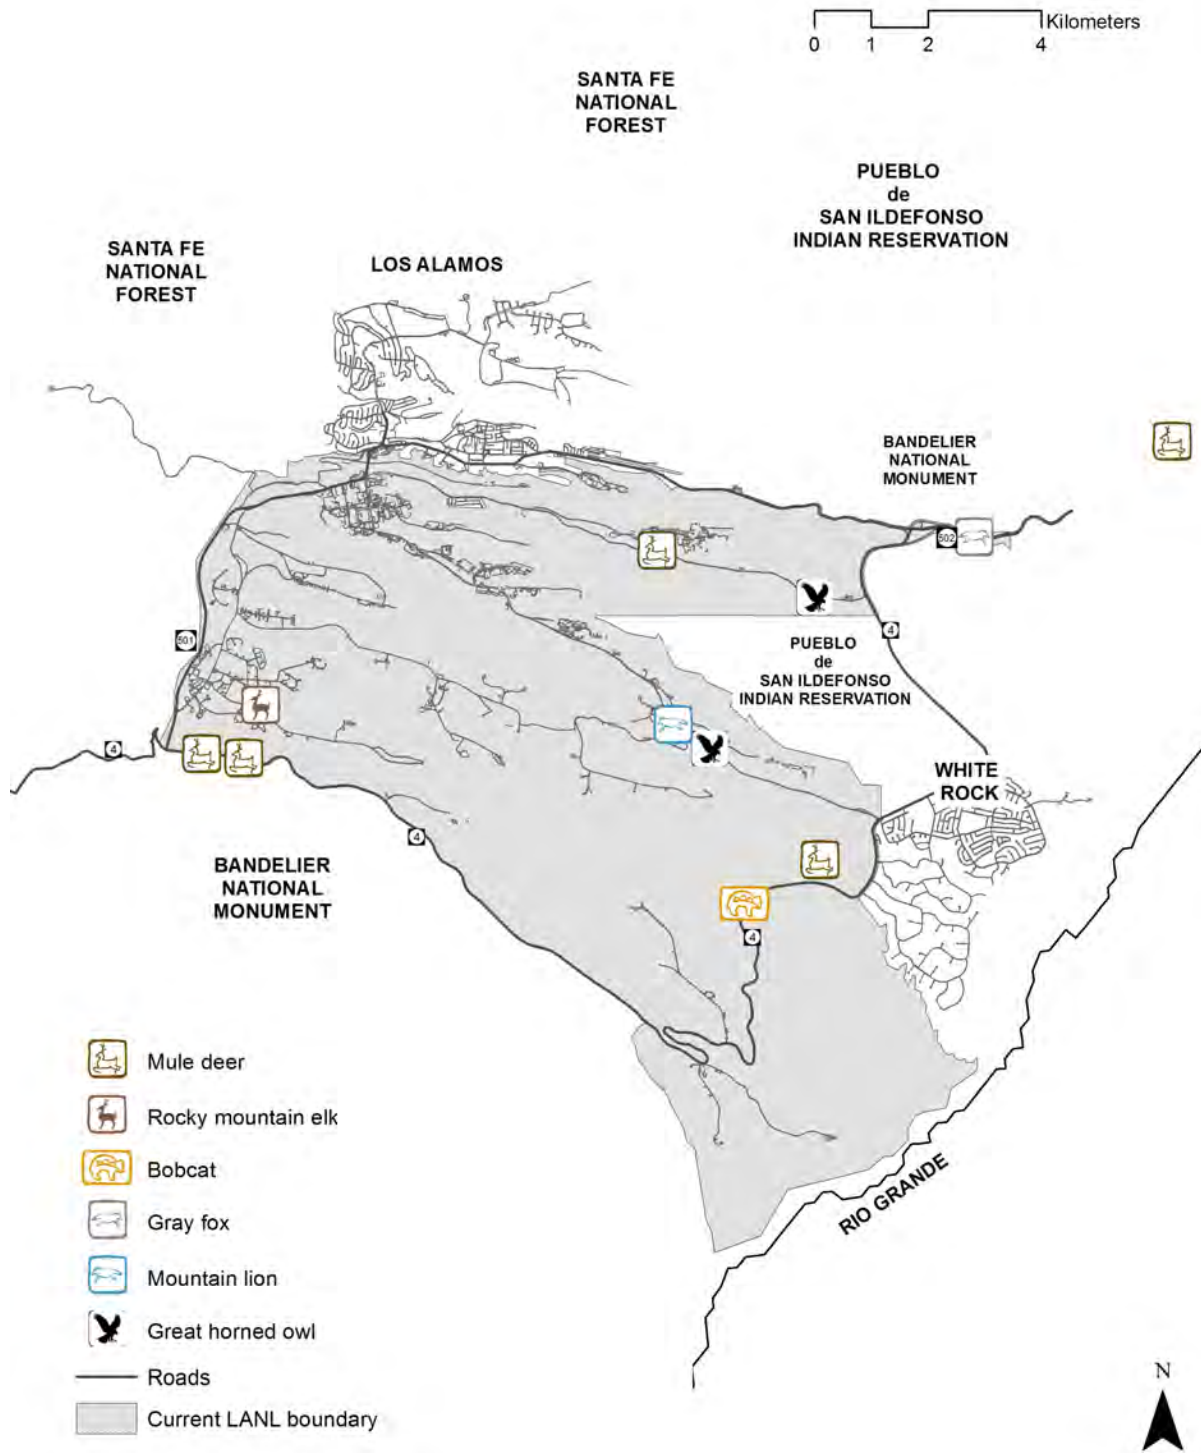 Kilometers
0 1 2 4
SANTA FE
NATIONAL
FOREST
PUEBLO
de
SAN ILDEFONSO
INDIAN RESERVATION
SANTA FE
NATIONAL
FOREST
LOS ALAMOS
BANDELIER
NATIONAL
MONUMENT
502
4
501
PUEBLO
de
SAN ILDEFONSO
INDIAN RESERVATION
4
WHITE
ROCK
4
BANDELIER
NATIONAL
MONUMENT
4
RIO GRANDE
Mule deer
Rocky mountain elk
Bobcat
Gray fox
Mountain lion
Great horned owl
Roads
Current LANL boundary
N